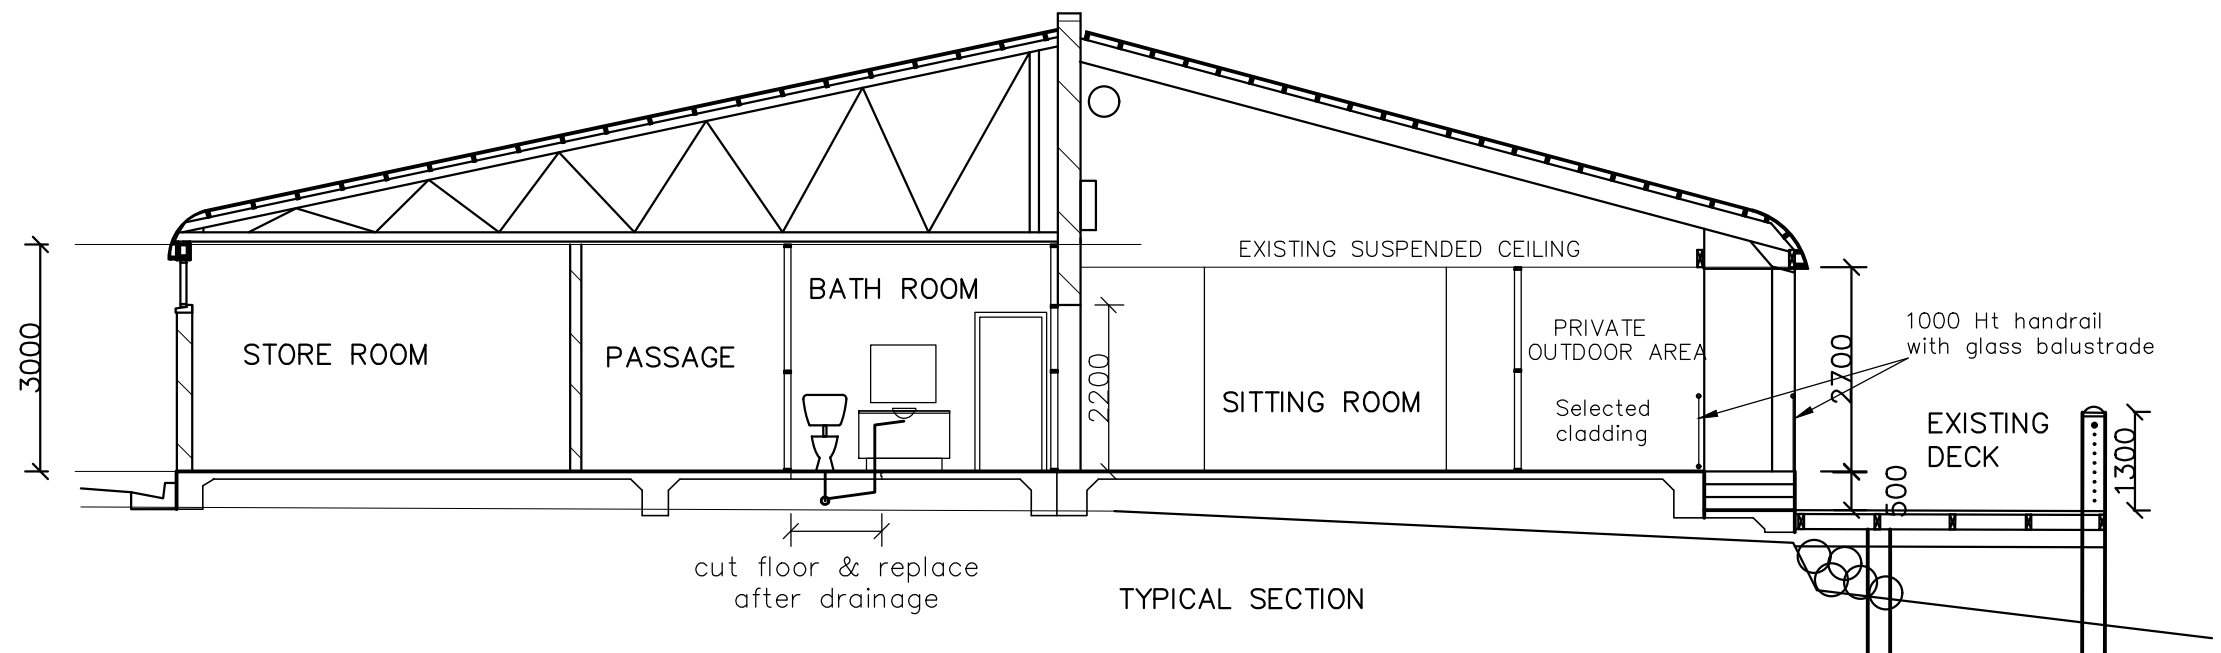 EXISTING SUSPENDED CEILING
BATH ROOM
3000
STORE ROOM
PASSAGE
2200
SITTING ROOM
PRIVATE
OUTDOOR AREA
Selected
cladding
2700
1000 Ht handrail
with glass balustrade
EXISTING
DECK
1300
500
cut floor & replace
after drainage
TYPICAL SECTION